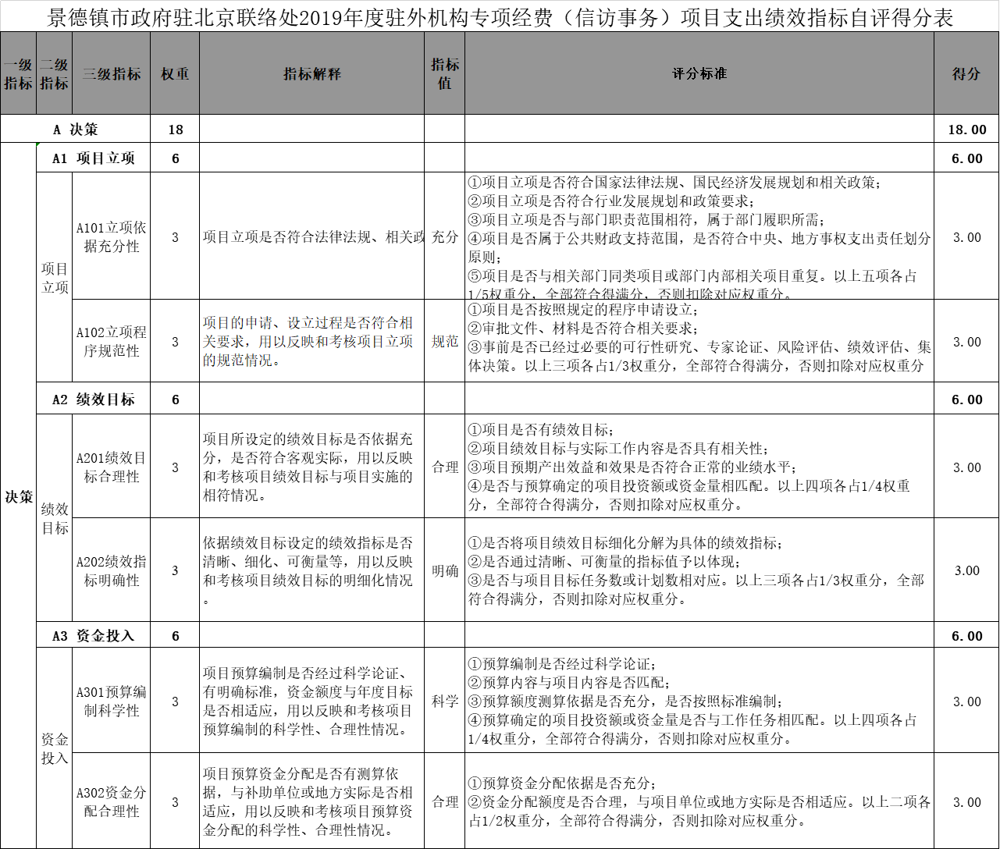 景德镇市政府驻北京联络处2019年度驻外机构专项经费（信访事务）项目支出绩效指标自评得分表
一级
指标
二级
指标
三级指标
权重
指标解释
指标
值
评分标准
得分
A 决策
18
18.00
决策
A1 项目立项
6
6.00
项目
立项
A101立项依
据充分性
3
项目立项是否符合法律法规、相关政
充分
①项目立项是否符合国家法律法规、国民经济发展规划和相关政策；
②项目立项是否符合行业发展规划和政策要求；
③项目立项是否与部门职责范围相符，属于部门履职所需；
④项目是否属于公共财政支持范围，是否符合中央、地方事权支出责任划分
原则；
⑤项目是否与相关部门同类项目或部门内部相关项目重复。以上五项各占
1/5权重分，全部符合得满分，否则扣除对应权重分。
3.00
A102立项程
序规范性
3
项目的申请、设立过程是否符合相
关要求，用以反映和考核项目立项
的规范情况。
规范
①项目是否按照规定的程序申请设立；
②审批文件、材料是否符合相关要求；
③事前是否已经过必要的可行性研究、专家论证、风险评估、绩效评估、集
体决策。以上三项各占1/3权重分，全部符合得满分，否则扣除对应权重分
3.00
A2 绩效目标
6
6.00
绩效
目标
A201绩效目
标合理性
3
项目所设定的绩效目标是否依据充
分，是否符合客观实际，用以反映
和考核项目绩效目标与项目实施的
相符情况。
合理
①项目是否有绩效目标；
②项目绩效目标与实际工作内容是否具有相关性；
③项目预期产出效益和效果是否符合正常的业绩水平；
④是否与预算确定的项目投资额或资金量相匹配。以上四项各占1/4权重
分，全部符合得满分，否则扣除对应权重分。
3.00
A202绩效指
标明确性
3
依据绩效目标设定的绩效指标是否
清晰、细化、可衡量等，用以反映
和考核项目绩效目标的明细化情况
。
明确
①是否将项目绩效目标细化分解为具体的绩效指标；
②是否通过清晰、可衡量的指标值予以体现；
③是否与项目目标任务数或计划数相对应。以上三项各占1/3权重分，全部
符合得满分，否则扣除对应权重分。
3.00
A3 资金投入
6
6.00
资金
投入
A301预算编
制科学性
3
项目预算编制是否经过科学论证、
有明确标准，资金额度与年度目标
是否相适应，用以反映和考核项目
预算编制的科学性、合理性情况。
科学
①预算编制是否经过科学论证；
②预算内容与项目内容是否匹配；
③预算额度测算依据是否充分，是否按照标准编制；
④预算确定的项目投资额或资金量是否与工作任务相匹配。以上四项各占
1/4权重分，全部符合得满分，否则扣除对应权重分。
3.00
A302资金分
配合理性
3
项目预算资金分配是否有测算依
据，与补助单位或地方实际是否相
适应，用以反映和考核项目预算资
金分配的科学性、合理性情况。
合理
①预算资金分配依据是否充分；
②资金分配额度是否合理，与项目单位或地方实际是否相适应。以上二项各
占1/2权重分，全部符合得满分，否则扣除对应权重分。
3.00